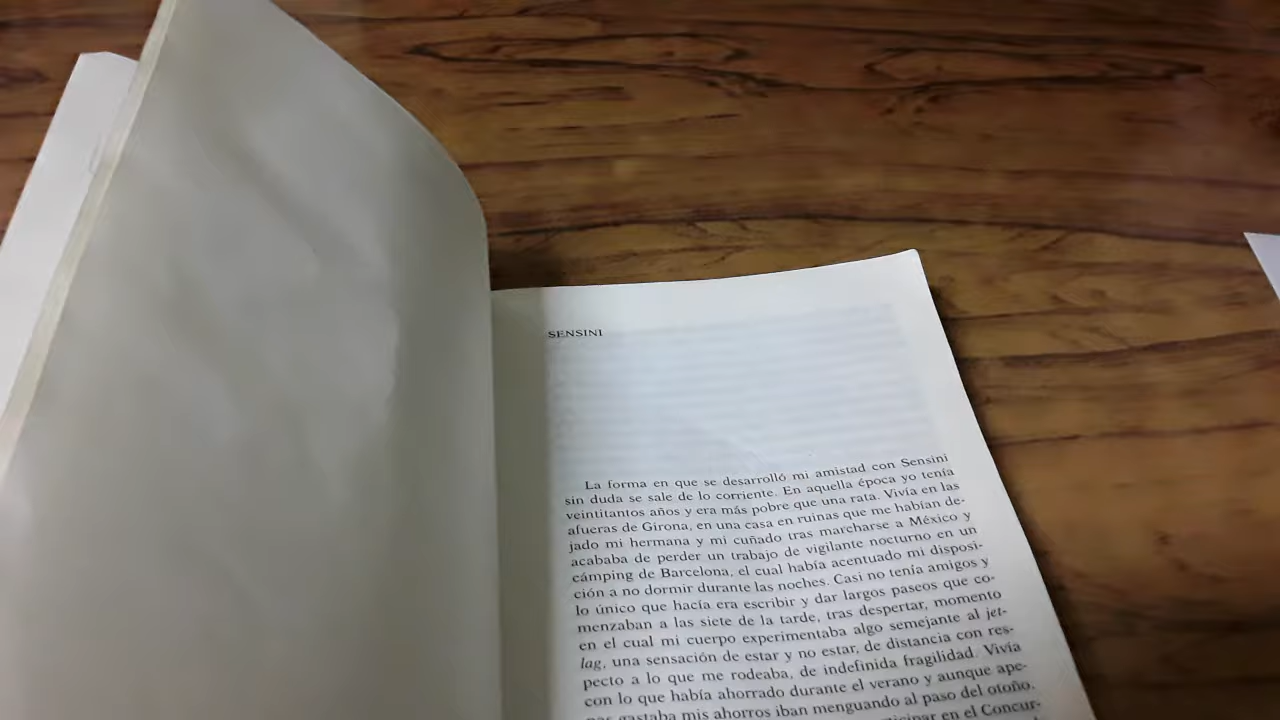 SENSINI
La forma en que se desarrolló mi amistad con Sensini
sin duda se sale de lo corriente. En aquella época yo tenía
veintitantos años y era más pobre que una rata. Vivía en las
afueras de Girona, en una casa en ruinas que me habían de-
jado mi hermana y mi cuñado tras marcharse a México y
acababa de perder un trabajo de vigilante nocturno en un
cámping de Barcelona, el cual había acentuado mi disposi-
ción a no dormir durante las noches. Casi no tenía amigos y
lo único que hacía era escribir y dar largos paseos que co-
menzaban a las siete de la tarde, tras despertar, momento
en el cual mi cuerpo experimentaba algo semejante al jet-
lag, una sensación de estar y no estar, de distancia con res-
pecto a lo que me rodeaba, de indefinida fragilidad. Vivía
con lo que había ahorrado durante el verano y aunque ape-
nas gastaba mis ahorros iban menguando al paso del otoño.
en el Concur-